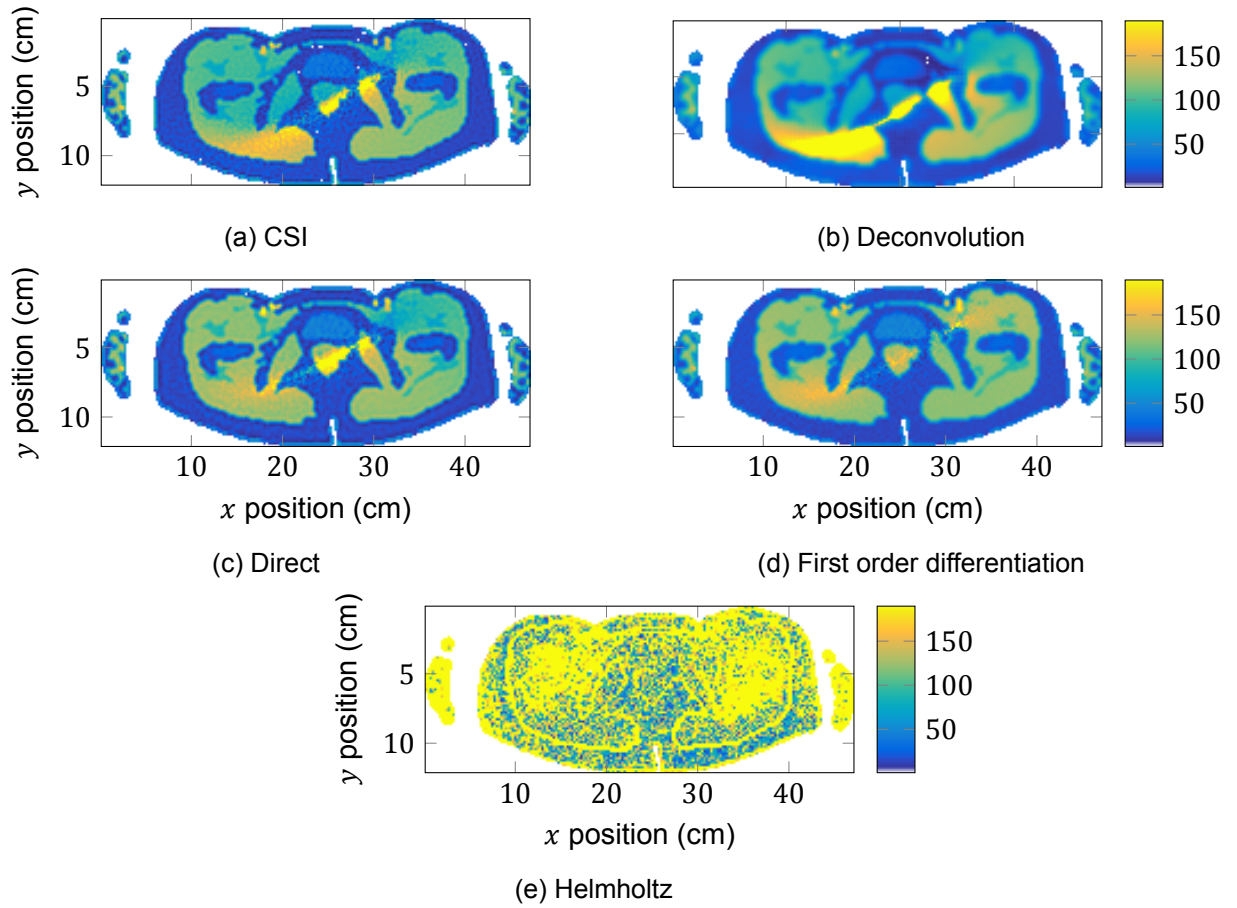 y position (cm)
5
10
150
100
50
(a) CSI
(b) Deconvolution
y position (cm)
5
10
150
100
50
10 20 30 40
10 20 30 40
x position (cm)
x position (cm)
(c) Direct
(d) First order differentiation
y position (cm)
5
10
150
100
50
10 20 30 40
x position (cm)
(e) Helmholtz